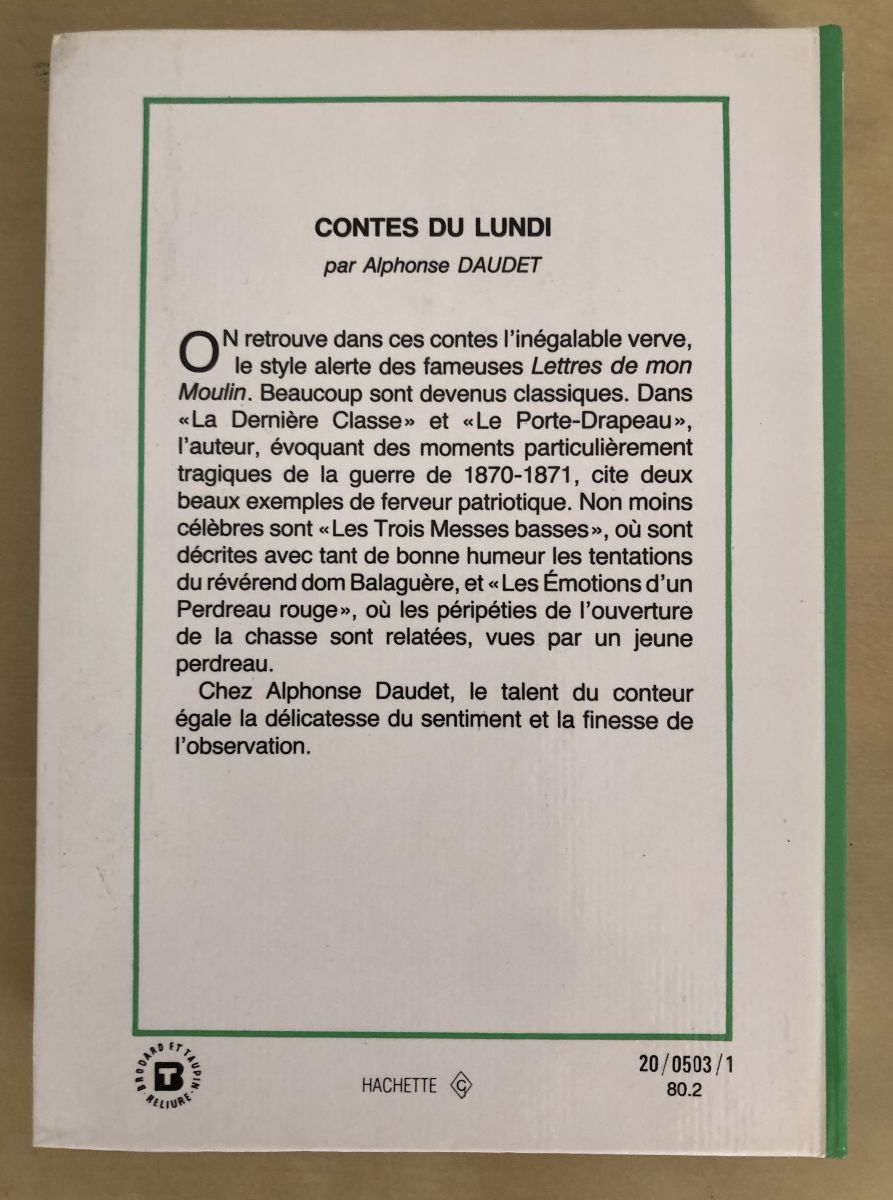 CONTES DU LUNDI
par Alphonse DAUDET
ON retrouve dans ces contes l'inégalable verve,
le style alerte des fameuses Lettres de mon
Moulin. Beaucoup sont devenus classiques. Dans
«La Dernière Classe» et «Le Porte-Drapeau»,
l'auteur, évoquant des moments particulièrement
tragiques de la guerre de 1870-1871, cite deux
beaux exemples de ferveur patriotique. Non moins
célèbres sont «Les Trois Messes basses», où sont
décrites avec tant de bonne humeur les tentations
du révérend dom Balaguère, et «Les Émotions d'un
Perdreau rouge», où les péripéties de l'ouverture
de la chasse sont relatées, vues par un jeune
perdreau.
Chez Alphonse Daudet, le talent du conteur
égale la délicatesse du sentiment et la finesse de
l'observation.
BRODARD ET TAUPIN
RELIURE
BT
HACHETTE G
20/0503/1
80.2